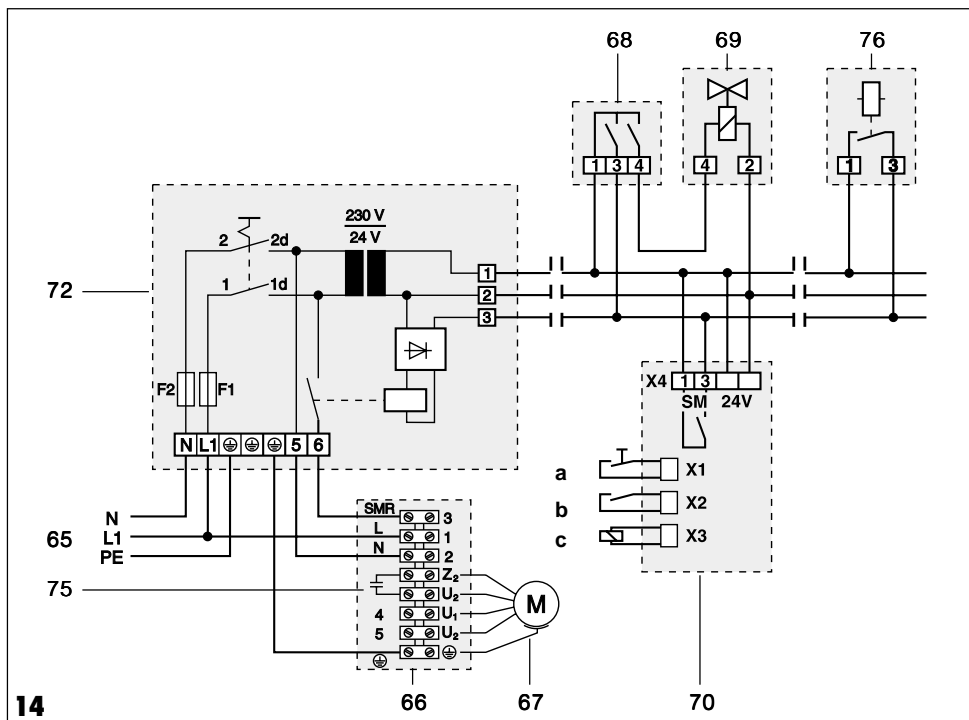 68 69 76
1 3 4 4 2 1 3
72
230 V
24 V
2 2d
1 1d
1
2
3
F2 F1
N L1 ⏚ ⏚ ⏚ 5 6
X4 1 3
SM 24V
a X1
b X2
c X3
65
N
L1
PE
SMR 3
L 1
N 2
75
Z₂
U₂
4 U₁
5 U₂
⏚ ⏚
M
66 67 70
14